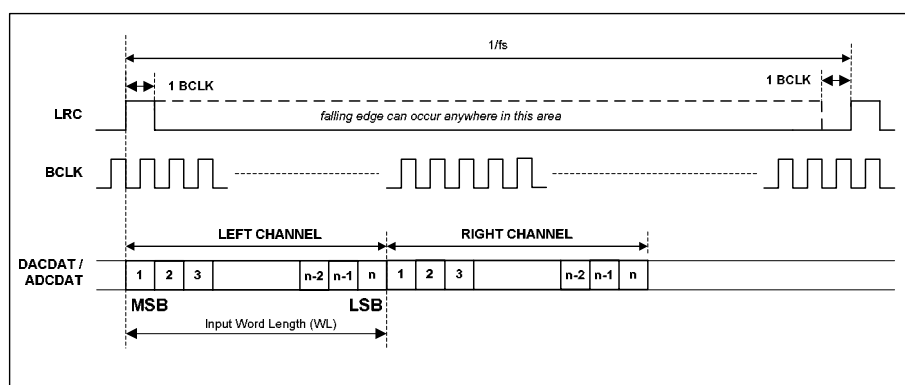 1/fs
1 BCLK
1 BCLK
LRC
falling edge can occur anywhere in this area
BCLK
LEFT CHANNEL
RIGHT CHANNEL
DACDAT /
ADCDAT
1 2 3 n-2 n-1 n 1 2 3 n-2 n-1 n
MSB
LSB
Input Word Length (WL)